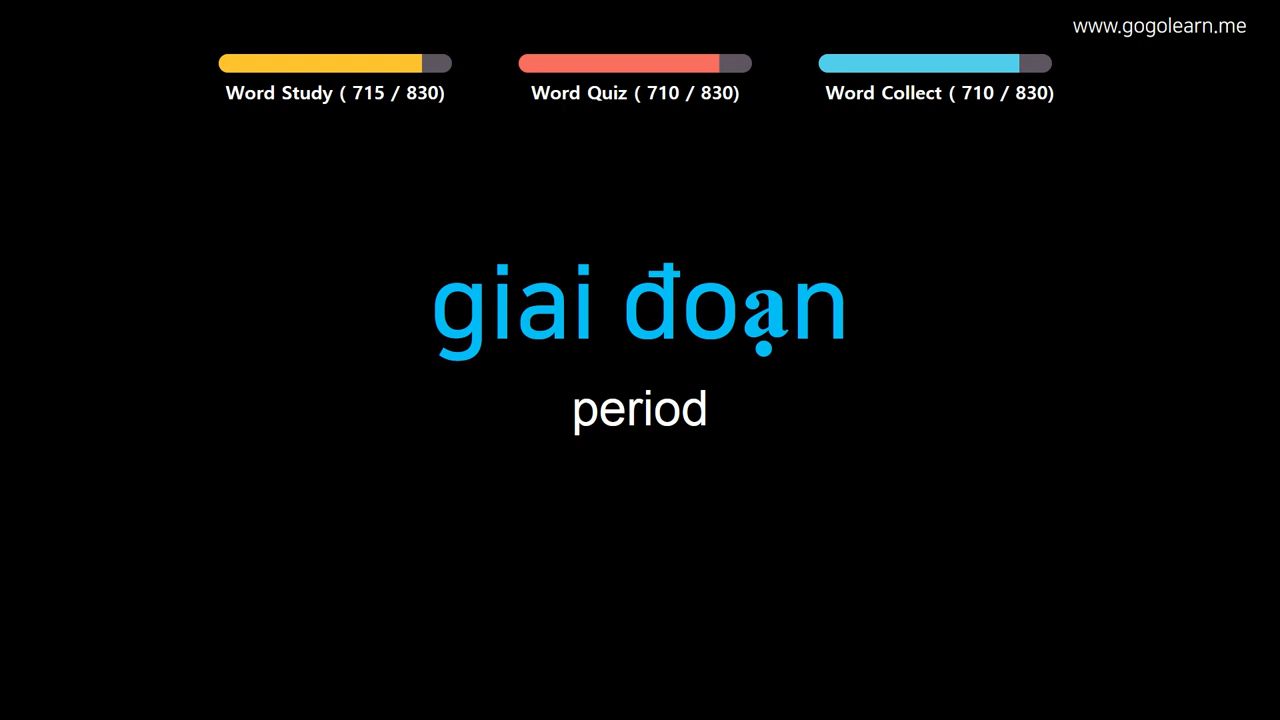 www.gogolearn.me
Word Study ( 715 / 830)
Word Quiz ( 710 / 830)
Word Collect ( 710 / 830)
giai đoạn
period